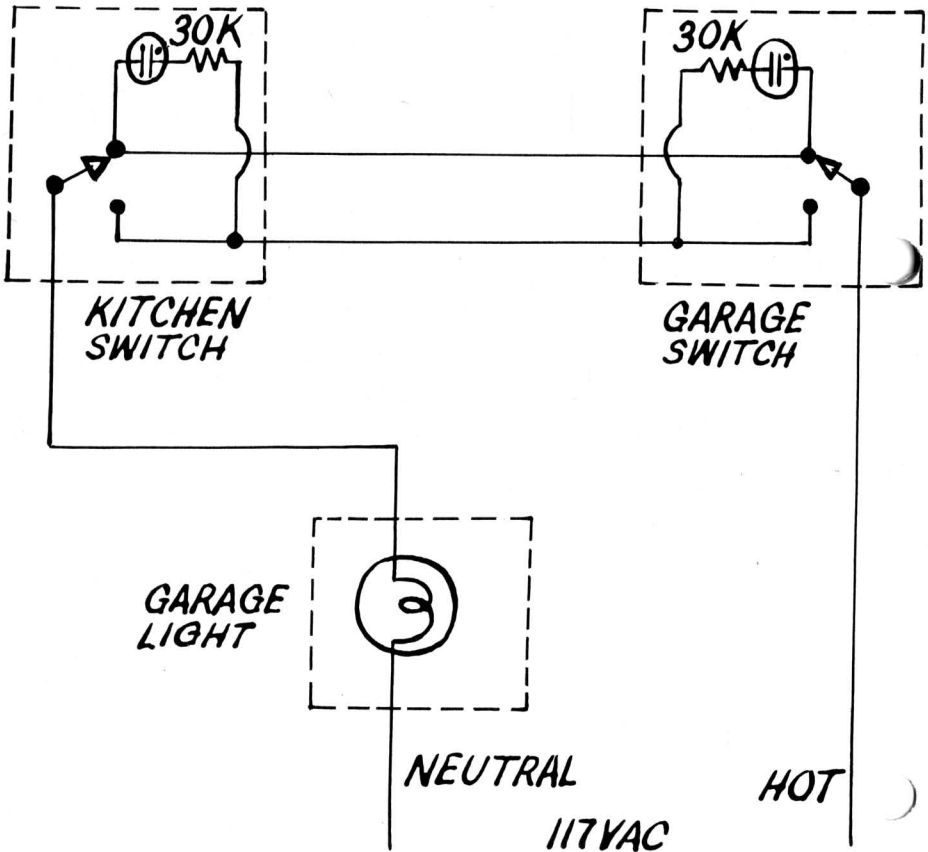 30K
30K
KITCHEN
SWITCH
GARAGE
SWITCH
GARAGE
LIGHT
NEUTRAL
HOT
117VAC